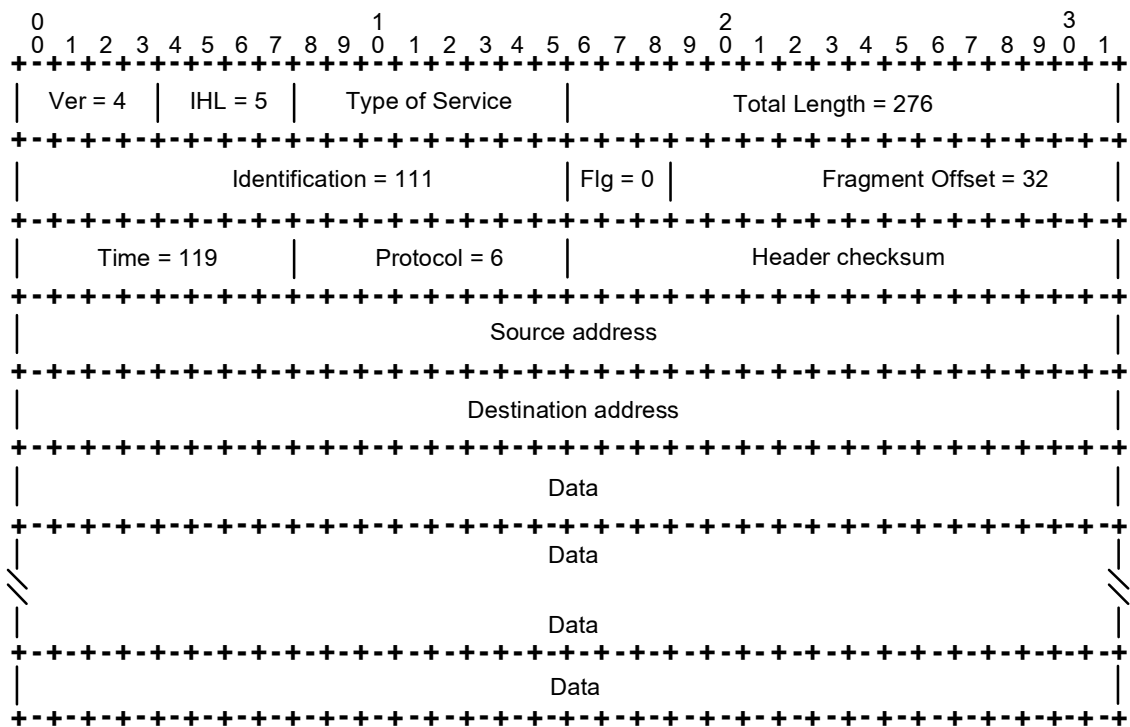 0 1 2 3
0 1 2 3 4 5 6 7 8 9 0 1 2 3 4 5 6 7 8 9 0 1 2 3 4 5 6 7 8 9 0 1
+-+-+-+-+-+-+-+-+-+-+-+-+-+-+-+-+-+-+-+-+-+-+-+-+-+-+-+-+-+-+-+-+
| Ver = 4 | IHL = 5 | Type of Service | Total Length = 276 |
+-+-+-+-+-+-+-+-+-+-+-+-+-+-+-+-+-+-+-+-+-+-+-+-+-+-+-+-+-+-+-+-+
| Identification = 111 | Flg = 0 | Fragment Offset = 32 |
+-+-+-+-+-+-+-+-+-+-+-+-+-+-+-+-+-+-+-+-+-+-+-+-+-+-+-+-+-+-+-+-+
| Time = 119 | Protocol = 6 | Header checksum |
+-+-+-+-+-+-+-+-+-+-+-+-+-+-+-+-+-+-+-+-+-+-+-+-+-+-+-+-+-+-+-+-+
| Source address |
+-+-+-+-+-+-+-+-+-+-+-+-+-+-+-+-+-+-+-+-+-+-+-+-+-+-+-+-+-+-+-+-+
| Destination address |
+-+-+-+-+-+-+-+-+-+-+-+-+-+-+-+-+-+-+-+-+-+-+-+-+-+-+-+-+-+-+-+-+
| Data |
+-+-+-+-+-+-+-+-+-+-+-+-+-+-+-+-+-+-+-+-+-+-+-+-+-+-+-+-+-+-+-+-+
| Data |
\\ \\
| Data |
+-+-+-+-+-+-+-+-+-+-+-+-+-+-+-+-+-+-+-+-+-+-+-+-+-+-+-+-+-+-+-+-+
| Data |
+-+-+-+-+-+-+-+-+-+-+-+-+-+-+-+-+-+-+-+-+-+-+-+-+-+-+-+-+-+-+-+-+